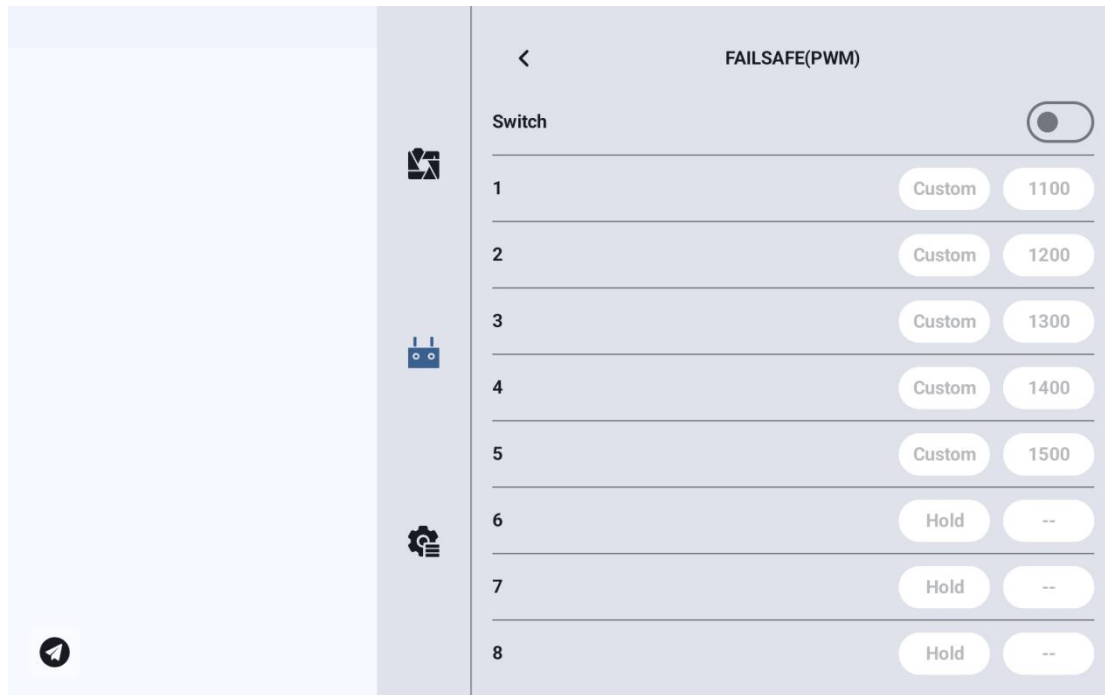 FAILSAFE(PWM)
Switch
1 Custom 1100
2 Custom 1200
3 Custom 1300
4 Custom 1400
5 Custom 1500
6 Hold --
7 Hold --
8 Hold --